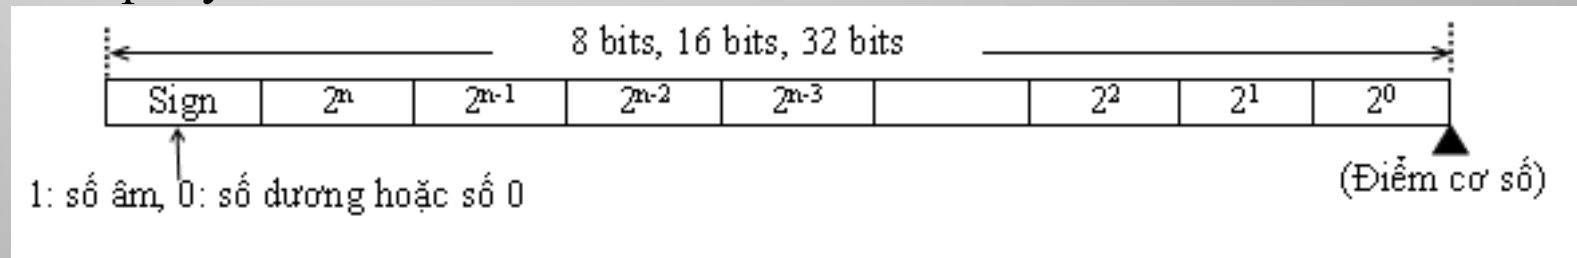 8 bits, 16 bits, 32 bits
Sign 2ⁿ 2ⁿ⁻¹ 2ⁿ⁻² 2ⁿ⁻³ 2² 2¹ 2⁰
1: số âm, 0: số dương hoặc số 0
(Điểm cơ số)